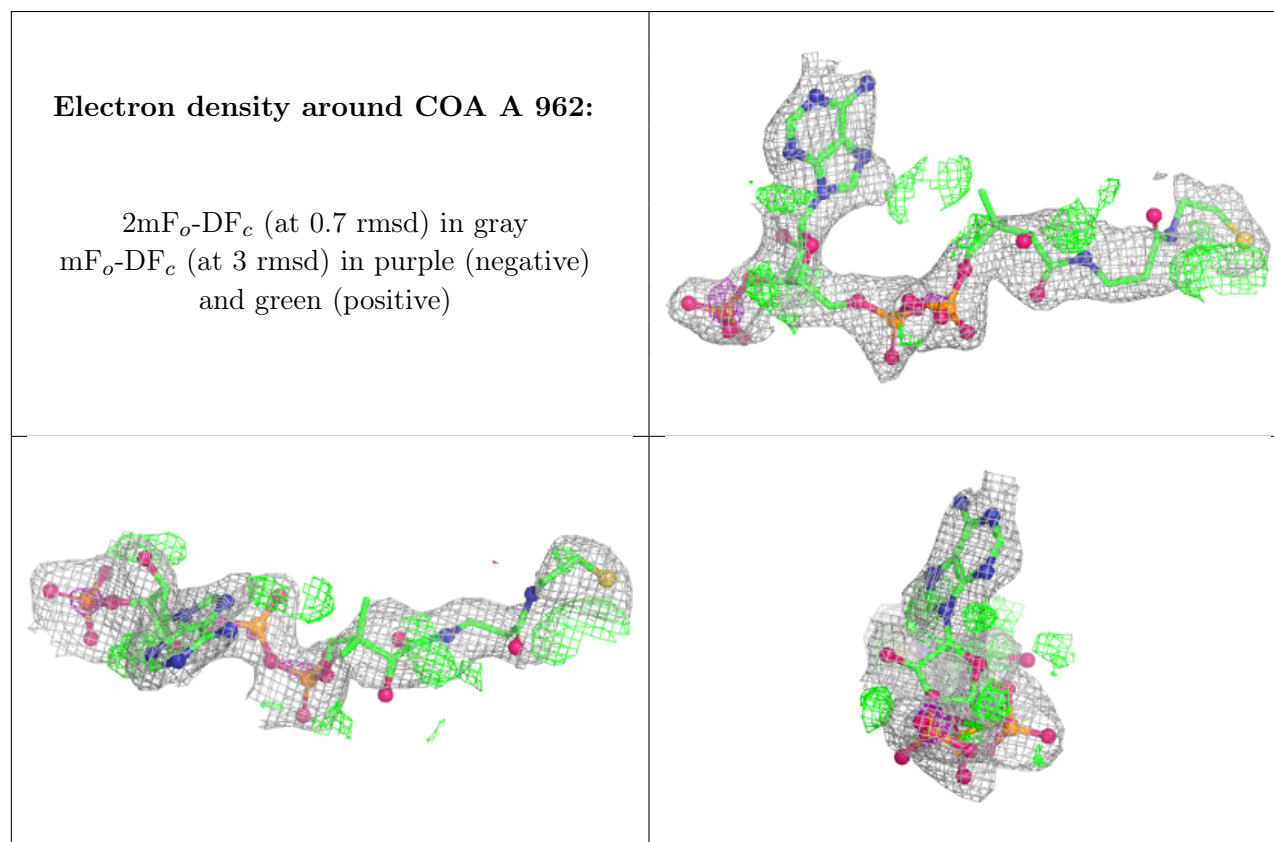 Electron density around COA A 962:
2mFo-DFc (at 0.7 rmsd) in gray
mFo-DFc (at 3 rmsd) in purple (negative)
and green (positive)